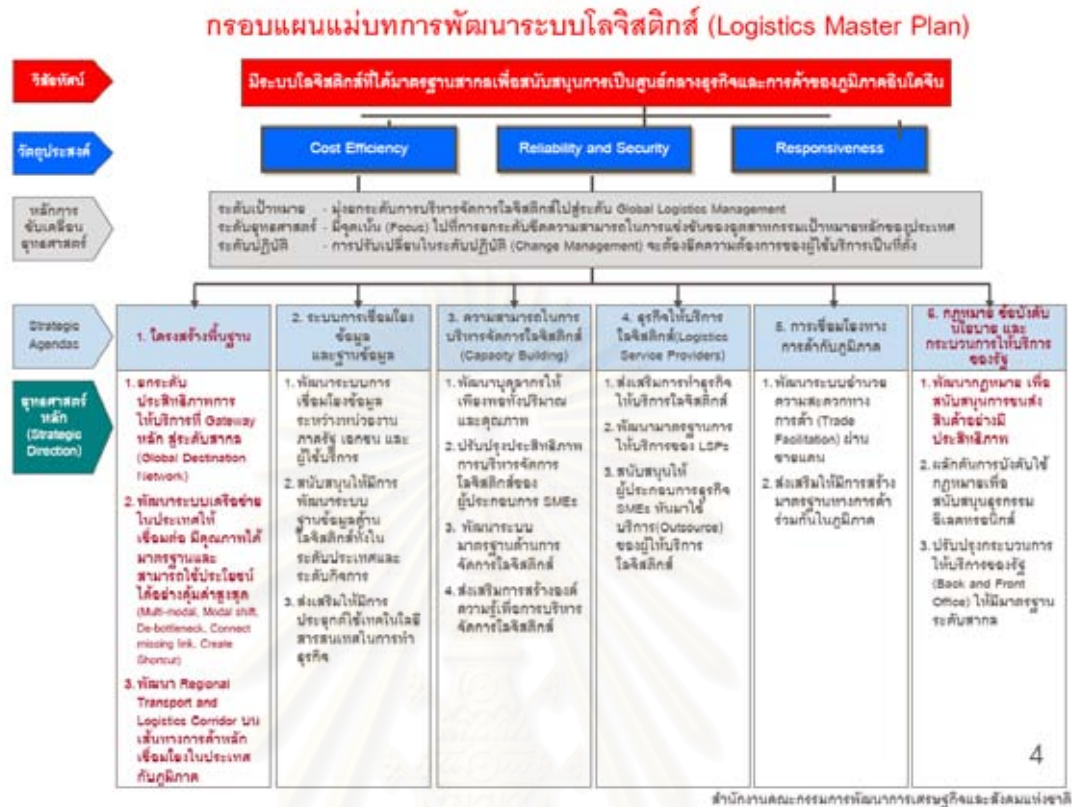 กรอบแผนแม่บทการพัฒนาระบบโลจิสติกส์ (Logistics Master Plan)
วิสัยทัศน์
มีระบบโลจิสติกส์ที่ได้มาตรฐานสากลเพื่อสนับสนุนการเป็นศูนย์กลางธุรกิจและการค้าของภูมิภาคอินโดจีน
วัตถุประสงค์
Cost Efficiency
Reliability and Security
Responsiveness
หลักการ
ขับเคลื่อน
ยุทธศาสตร์
ระดับเป้าหมาย - มุ่งยกระดับการบริหารจัดการโลจิสติกส์ไปสู่ระดับ Global Logistics Management
ระดับยุทธศาสตร์ - มีจุดเน้น (Focus) ไปที่การยกระดับขีดความสามารถในการแข่งขันของอุตสาหกรรมเป้าหมายหลักของประเทศ
ระดับปฏิบัติ - การปรับเปลี่ยนในระดับปฏิบัติ (Change Management) จะต้องยึดความต้องการของผู้ใช้บริการเป็นที่ตั้ง
Strategic
Agendas
1. โครงสร้างพื้นฐาน
2. ระบบการเชื่อมโยง
ข้อมูล
และฐานข้อมูล
3. ความสามารถในการ
บริหารจัดการโลจิสติกส์
(Capacity Building)
4. ธุรกิจให้บริการ
โลจิสติกส์(Logistics
Service Providers)
5. การเชื่อมโยงทาง
การค้ากับภูมิภาค
6. กฎหมาย ข้อบังคับ
นโยบาย และ
กระบวนการให้บริการ
ของรัฐ
ยุทธศาสตร์
หลัก
(Strategic
Direction)
1. ยกระดับ
ประสิทธิภาพการ
ให้บริการที่ Gateway
หลัก สู่ระดับสากล
(Global Destination
Network)
2. พัฒนาระบบเครือข่าย
ในประเทศให้
เชื่อมต่อ มีคุณภาพได้
มาตรฐานและ
สามารถใช้ประโยชน์
ได้อย่างคุ้มค่าสูงสุด
(Multi-modal, Modal shift,
De-bottleneck, Connect
missing link, Create
Shortcut)
3. พัฒนา Regional
Transport and
Logistics Corridor บน
เส้นทางการค้าหลัก
เชื่อมโยงในประเทศ
กับภูมิภาค
1. พัฒนาระบบการ
เชื่อมโยงข้อมูล
ระหว่างหน่วยงาน
ภาครัฐ เอกชน และ
ผู้ใช้บริการ
2. สนับสนุนให้มีการ
พัฒนาระบบ
ฐานข้อมูลด้าน
โลจิสติกส์ทั้งใน
ระดับประเทศและ
ระดับกิจการ
3. ส่งเสริมให้มีการ
ประยุกต์ใช้เทคโนโลยี
สารสนเทศในการทำ
ธุรกิจ
1. พัฒนาบุคลากรให้
เพียงพอทั้งปริมาณ
และคุณภาพ
2. ปรับปรุงประสิทธิภาพ
การบริหารจัดการ
โลจิสติกส์ของ
ผู้ประกอบการ SMEs
3. พัฒนาระบบ
มาตรฐานด้านการ
จัดการโลจิสติกส์
4. ส่งเสริมการสร้างองค์
ความรู้เพื่อการบริหาร
จัดการโลจิสติกส์
1. ส่งเสริมการทำธุรกิจ
ให้บริการโลจิสติกส์
2. พัฒนามาตรฐานการ
ให้บริการของ LSPs
3. สนับสนุนให้
ผู้ประกอบการธุรกิจ
SMEs หันมาใช้
บริการ(Outsource)
ของผู้ให้บริการ
โลจิสติกส์
1. พัฒนาระบบอำนวย
ความสะดวกทาง
การค้า (Trade
Facilitation) ผ่าน
ชายแดน
2. ส่งเสริมให้มีการสร้าง
มาตรฐานทางการค้า
ร่วมกันในภูมิภาค
1. พัฒนากฎหมาย เพื่อ
สนับสนุนการขนส่ง
สินค้าอย่างมี
ประสิทธิภาพ
2. ผลักดันการบังคับใช้
กฎหมายเพื่อ
สนับสนุนธุรกรรม
อิเลคทรอนิกส์
3. ปรับปรุงกระบวนการ
ให้บริการของรัฐ
(Back and Front
Office) ให้มีมาตรฐาน
ระดับสากล
4
สำนักงานคณะกรรมการพัฒนาการเศรษฐกิจและสังคมแห่งชาติ